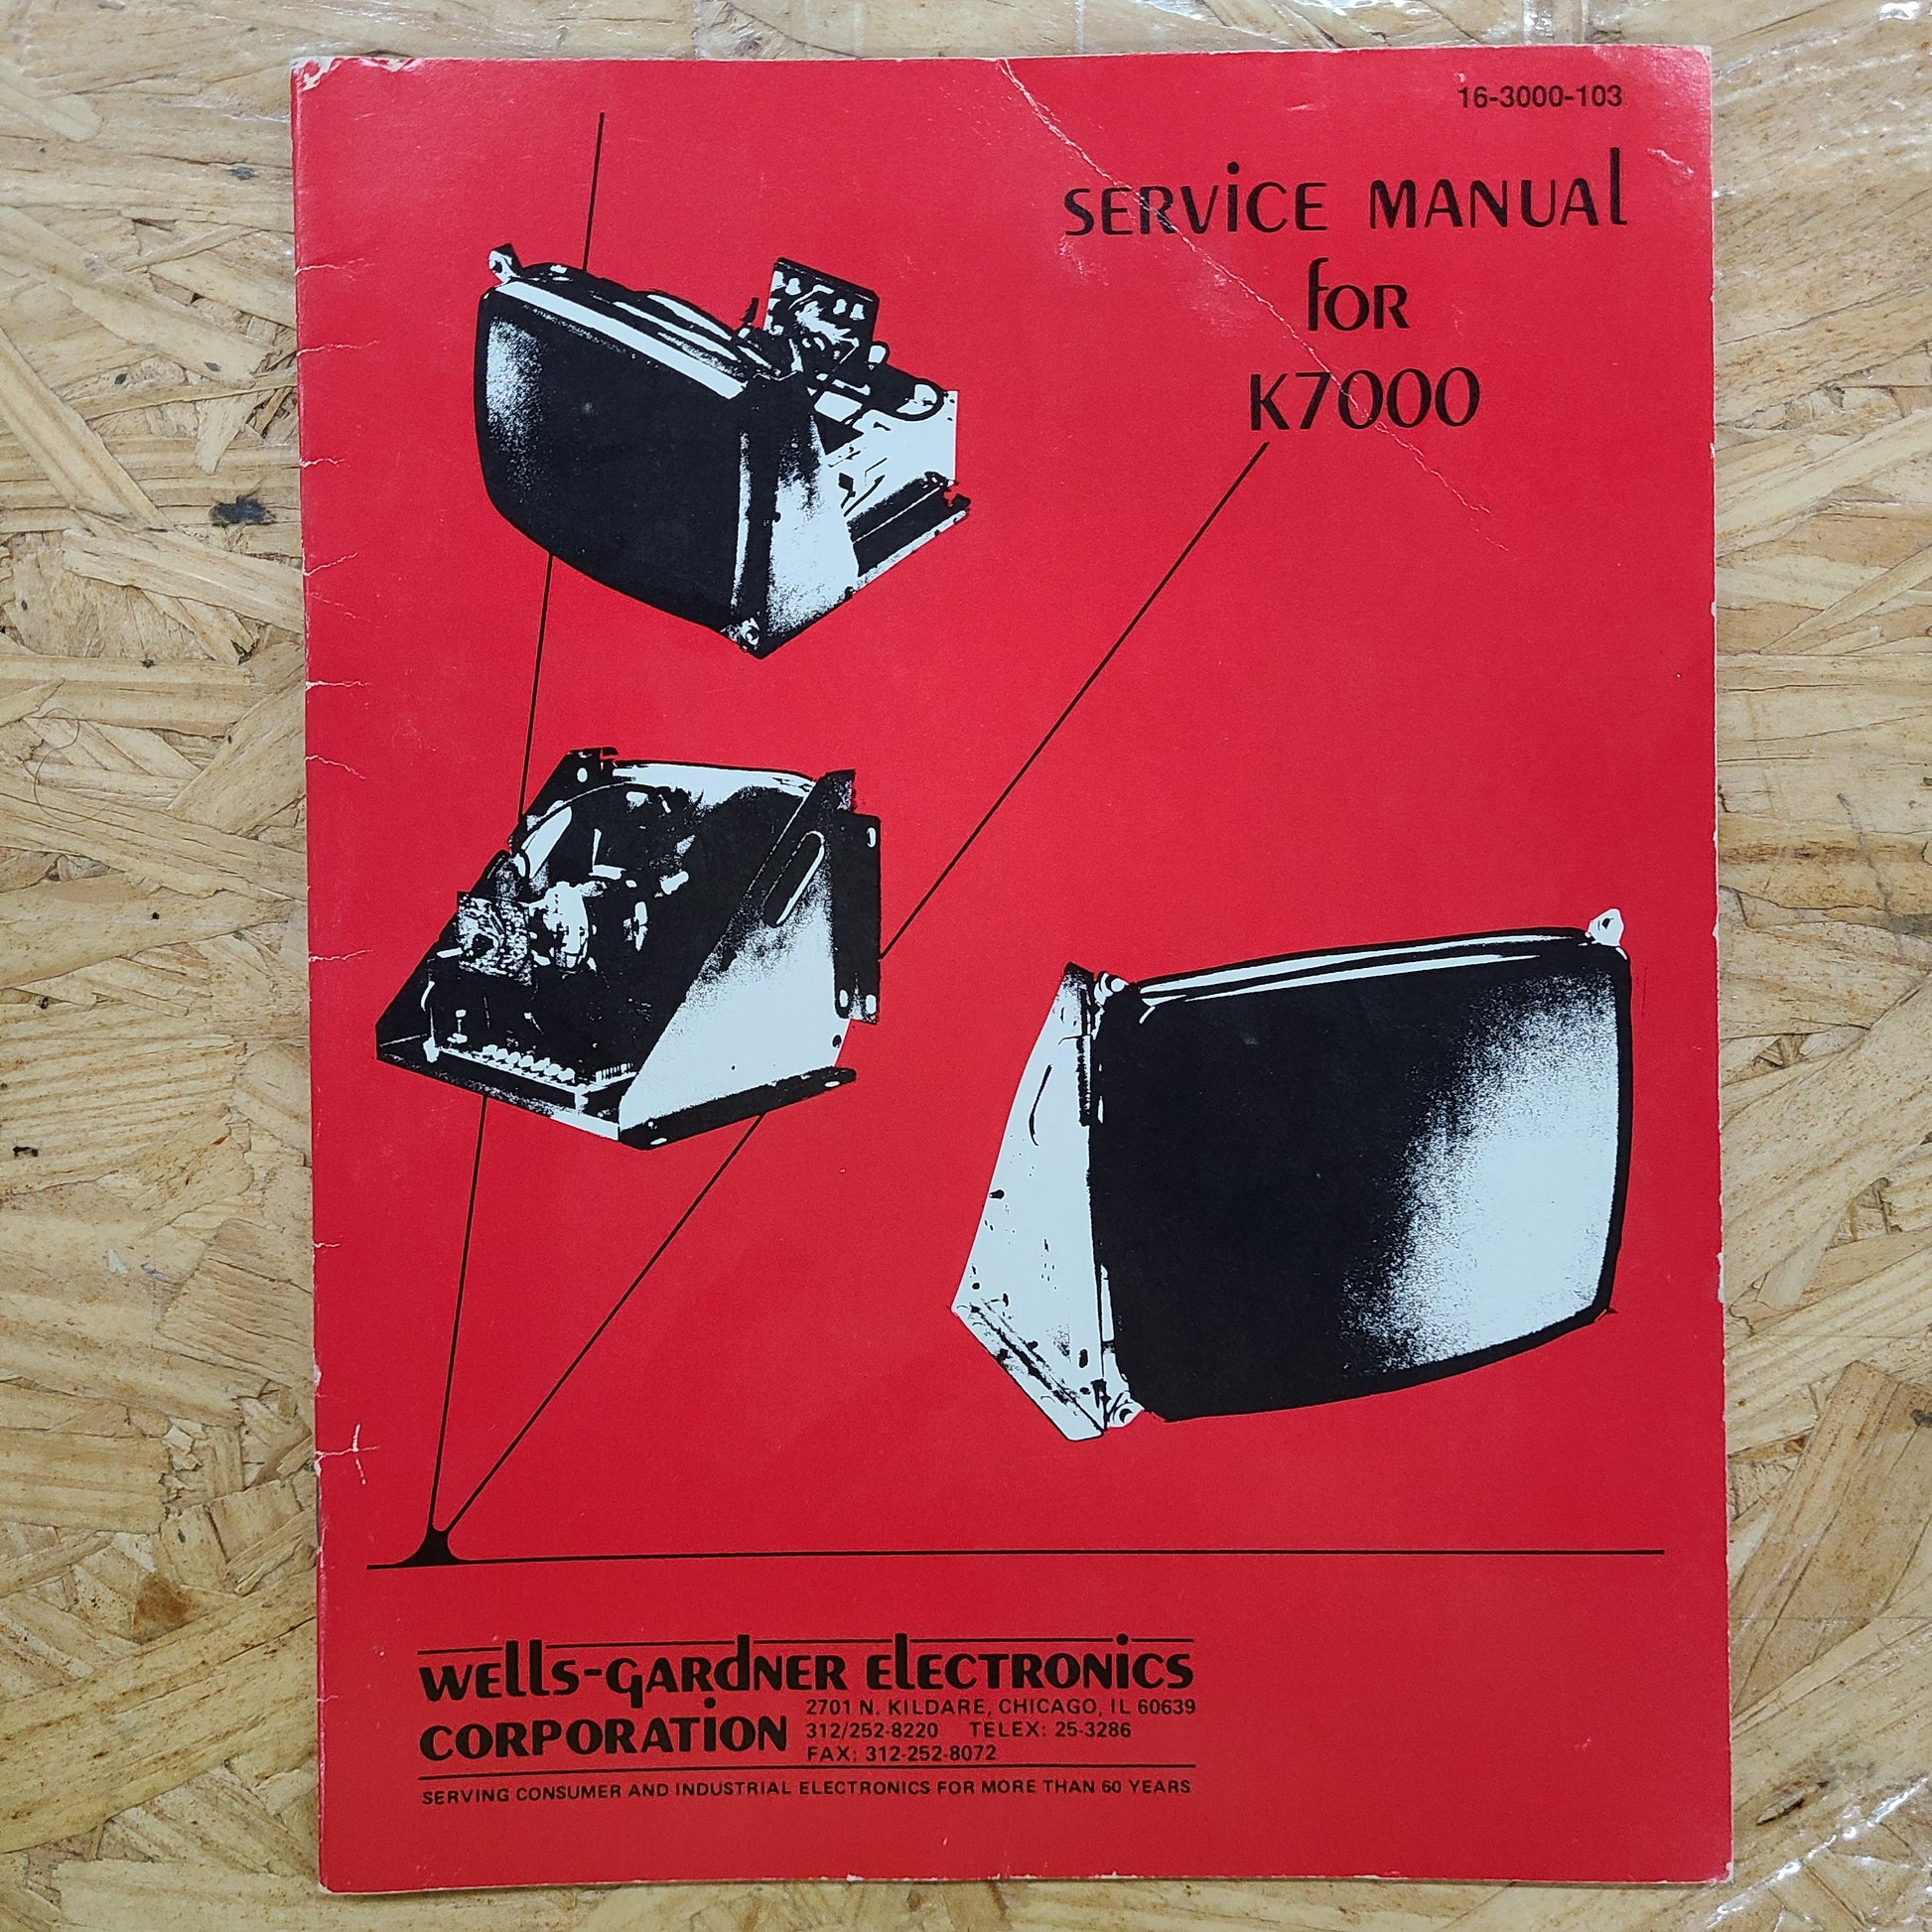 16-3000-103
SERVICE MANUAL
for
K7000
WELLS-GARDNER ELECTRONICS
CORPORATION
2701 N. KILDARE, CHICAGO, IL 60639
312/252-8220 TELEX: 25-3286
FAX: 312-252-8072
SERVING CONSUMER AND INDUSTRIAL ELECTRONICS FOR MORE THAN 60 YEARS